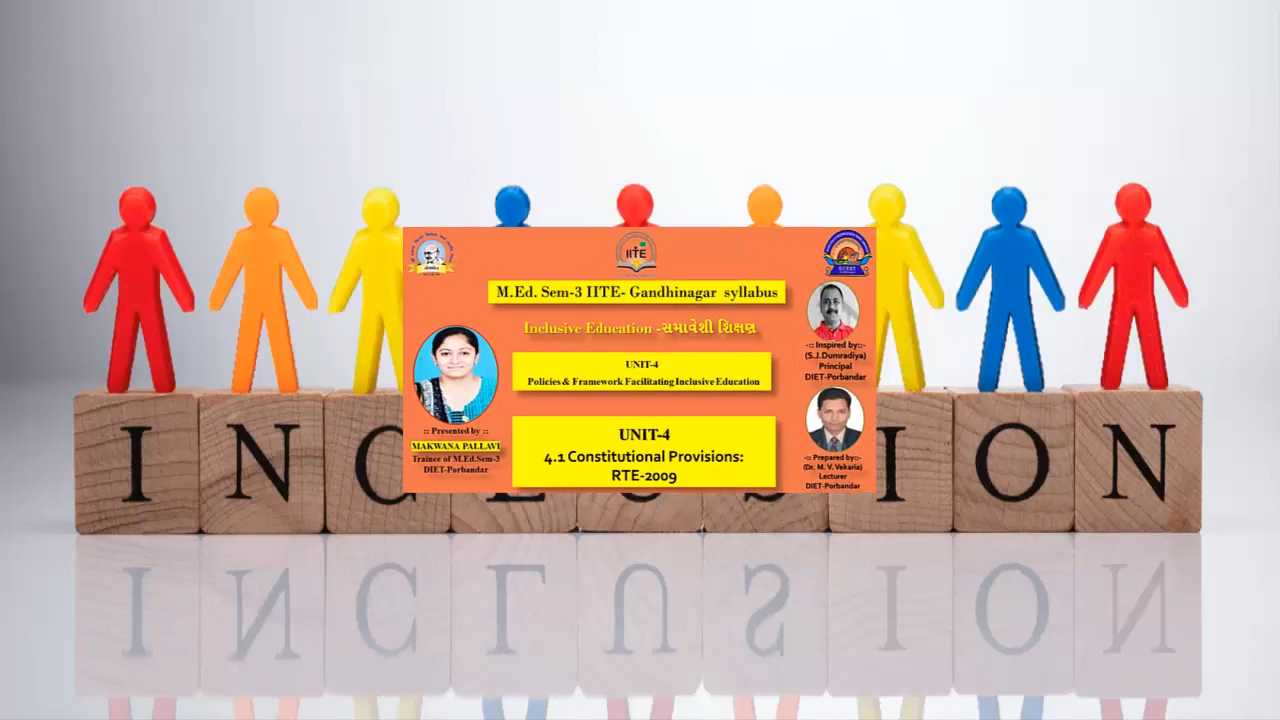 IITE
GCERT
M.Ed. Sem-3 IITE- Gandhinagar syllabus
Inclusive Education -સમાવેશી શિક્ષણ
UNIT-4
Policies & Framework Facilitating Inclusive Education
UNIT-4
4.1 Constitutional Provisions:
RTE-2009
:: Presented by ::
MAKWANA PALLAVI
Trainee of M.Ed.Sem-3
DIET-Porbandar
-:: Inspired by::-
(S.J.Dumradiya)
Principal
DIET-Porbandar
-:: Prepared by::-
(Dr. M. V. Vekaria)
Lecturer
DIET-Porbandar
INCLUSION